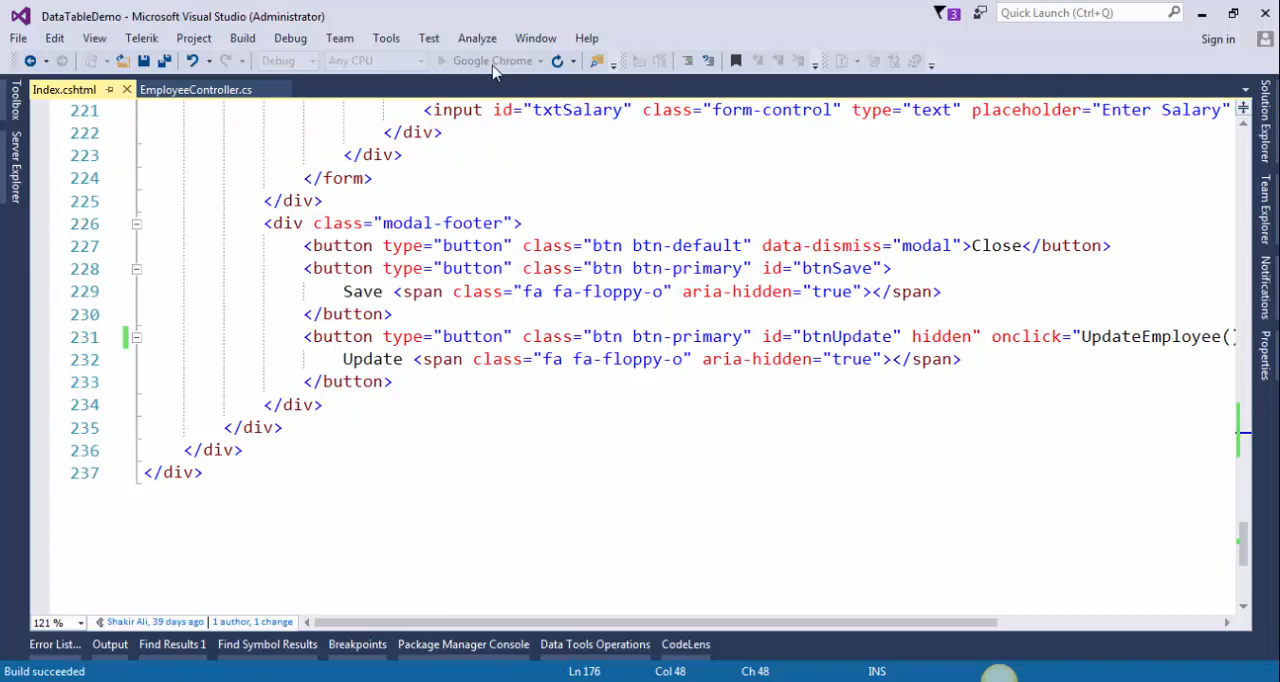 DataTableDemo - Microsoft Visual Studio (Administrator)
3
Quick Launch (Ctrl+Q)
File Edit View Telerik Project Build Debug Team Tools Test Analyze Window Help
Sign in
Debug Any CPU Google Chrome
Index.cshtml EmployeeController.cs
Toolbox
Server Explorer
221 <input id="txtSalary" class="form-control" type="text" placeholder="Enter Salary"
222 </div>
223 </div>
224 </form>
225 </div>
226 <div class="modal-footer">
227 <button type="button" class="btn btn-default" data-dismiss="modal">Close</button>
228 <button type="button" class="btn btn-primary" id="btnSave">
229 Save <span class="fa fa-floppy-o" aria-hidden="true"></span>
230 </button>
231 <button type="button" class="btn btn-primary" id="btnUpdate" hidden" onclick="UpdateEmployee()
232 Update <span class="fa fa-floppy-o" aria-hidden="true"></span>
233 </button>
234 </div>
235 </div>
236 </div>
237 </div>
Solution Explorer
Team Explorer
Notifications
Properties
121 % Shakir Ali, 39 days ago | 1 author, 1 change
Error List... Output Find Results 1 Find Symbol Results Breakpoints Package Manager Console Data Tools Operations CodeLens
Build succeeded Ln 176 Col 48 Ch 48 INS